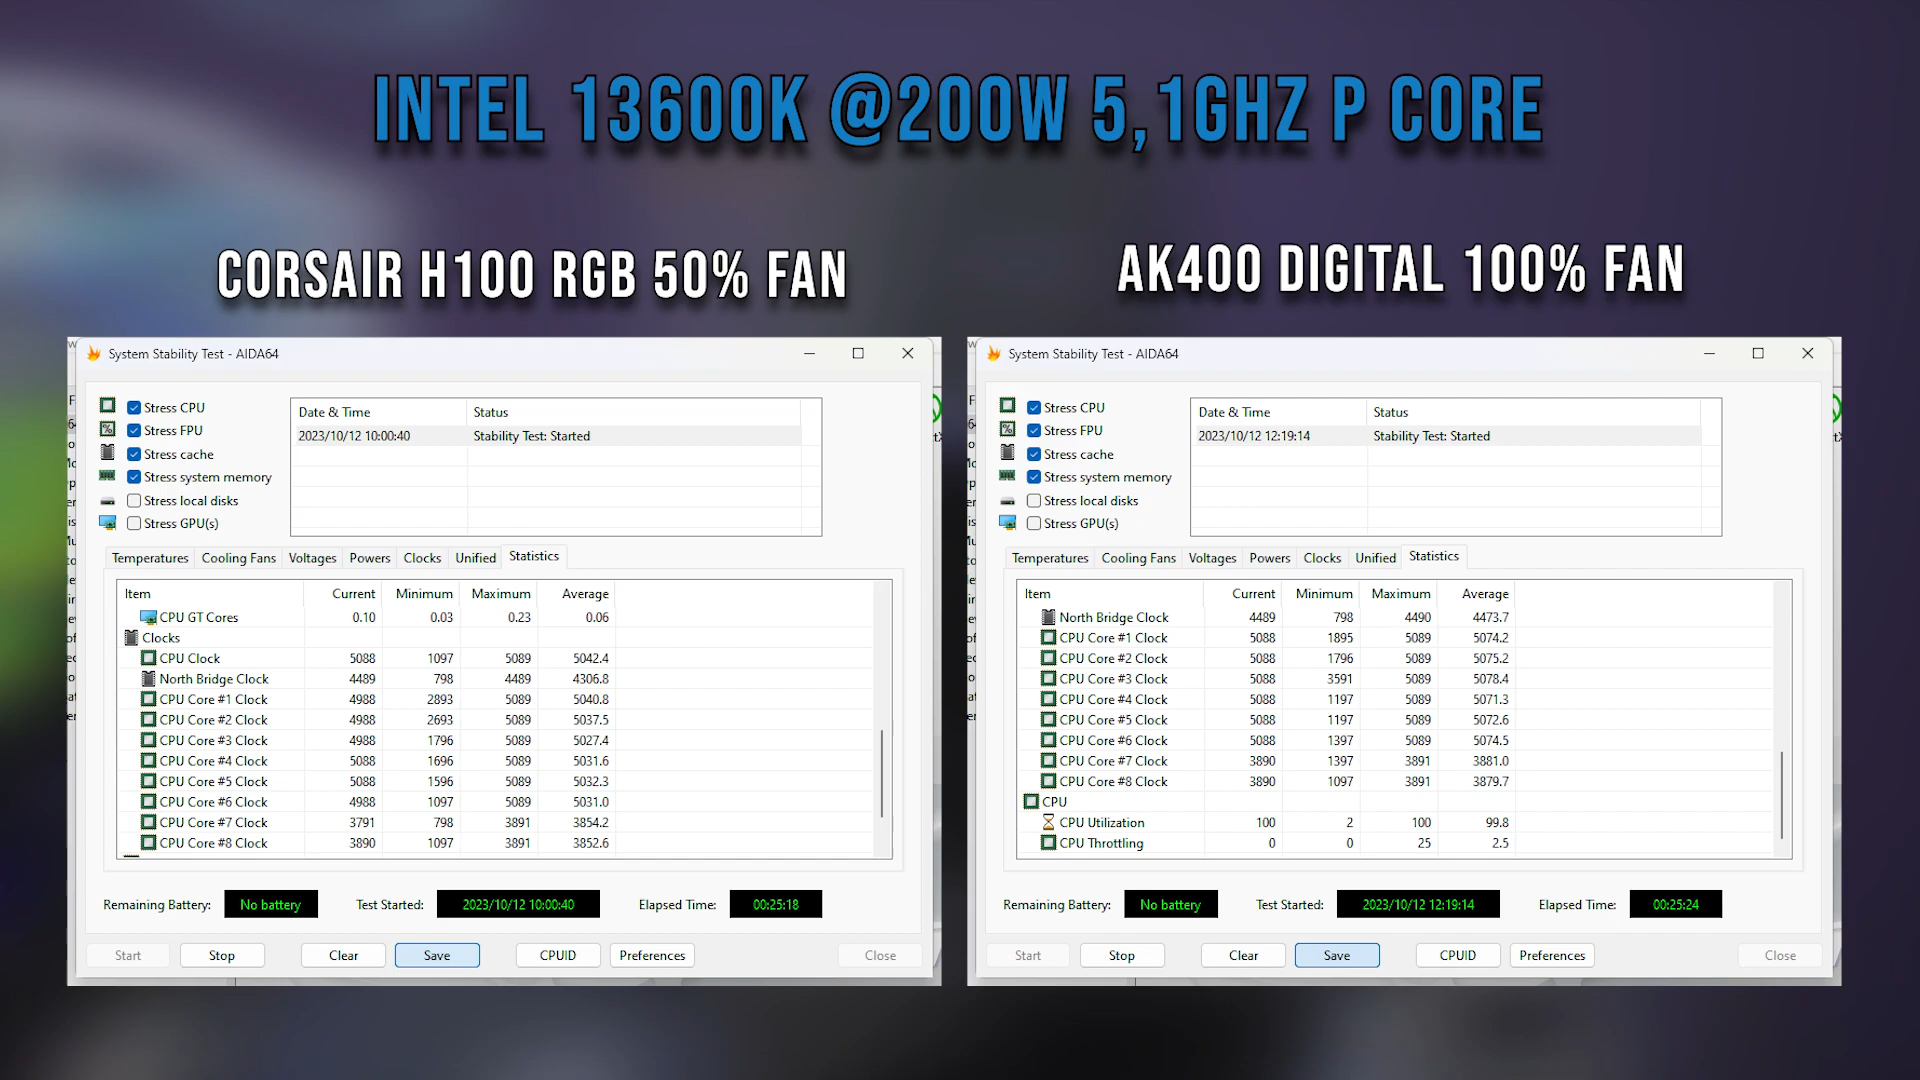 INTEL 13600K @200W 5,1GHZ P CORE
CORSAIR H100 RGB 50% FAN
System Stability Test - AIDA64
Stress CPU
Stress FPU
Stress cache
Stress system memory
Stress local disks
Stress GPU(s)
Date & Time Status
2023/10/12 10:00:40 Stability Test: Started
Temperatures Cooling Fans Voltages Powers Clocks Unified Statistics
Item Current Minimum Maximum Average
CPU GT Cores 0.10 0.03 0.23 0.06
Clocks
CPU Clock 5088 1097 5089 5042.4
North Bridge Clock 4489 798 4489 4306.8
CPU Core #1 Clock 4988 2893 5089 5040.8
CPU Core #2 Clock 4988 2693 5089 5037.5
CPU Core #3 Clock 4988 1796 5089 5027.4
CPU Core #4 Clock 5088 1696 5089 5031.6
CPU Core #5 Clock 5088 1596 5089 5032.3
CPU Core #6 Clock 4988 1097 5089 5031.0
CPU Core #7 Clock 3791 798 3891 3854.2
CPU Core #8 Clock 3890 1097 3891 3852.6
Remaining Battery: No battery Test Started: 2023/10/12 10:00:40 Elapsed Time: 00:25:18
Start Stop Clear Save CPUID Preferences Close
AK400 DIGITAL 100% FAN
System Stability Test - AIDA64
Stress CPU
Stress FPU
Stress cache
Stress system memory
Stress local disks
Stress GPU(s)
Date & Time Status
2023/10/12 12:19:14 Stability Test: Started
Temperatures Cooling Fans Voltages Powers Clocks Unified Statistics
Item Current Minimum Maximum Average
North Bridge Clock 4489 798 4490 4473.7
CPU Core #1 Clock 5088 1895 5089 5074.2
CPU Core #2 Clock 5088 1796 5089 5075.2
CPU Core #3 Clock 5088 3591 5089 5078.4
CPU Core #4 Clock 5088 1197 5089 5071.3
CPU Core #5 Clock 5088 1197 5089 5072.6
CPU Core #6 Clock 5088 1397 5089 5074.5
CPU Core #7 Clock 3890 1397 3891 3881.0
CPU Core #8 Clock 3890 1097 3891 3879.7
CPU
CPU Utilization 100 2 100 99.8
CPU Throttling 0 0 25 2.5
Remaining Battery: No battery Test Started: 2023/10/12 12:19:14 Elapsed Time: 00:25:24
Start Stop Clear Save CPUID Preferences Close